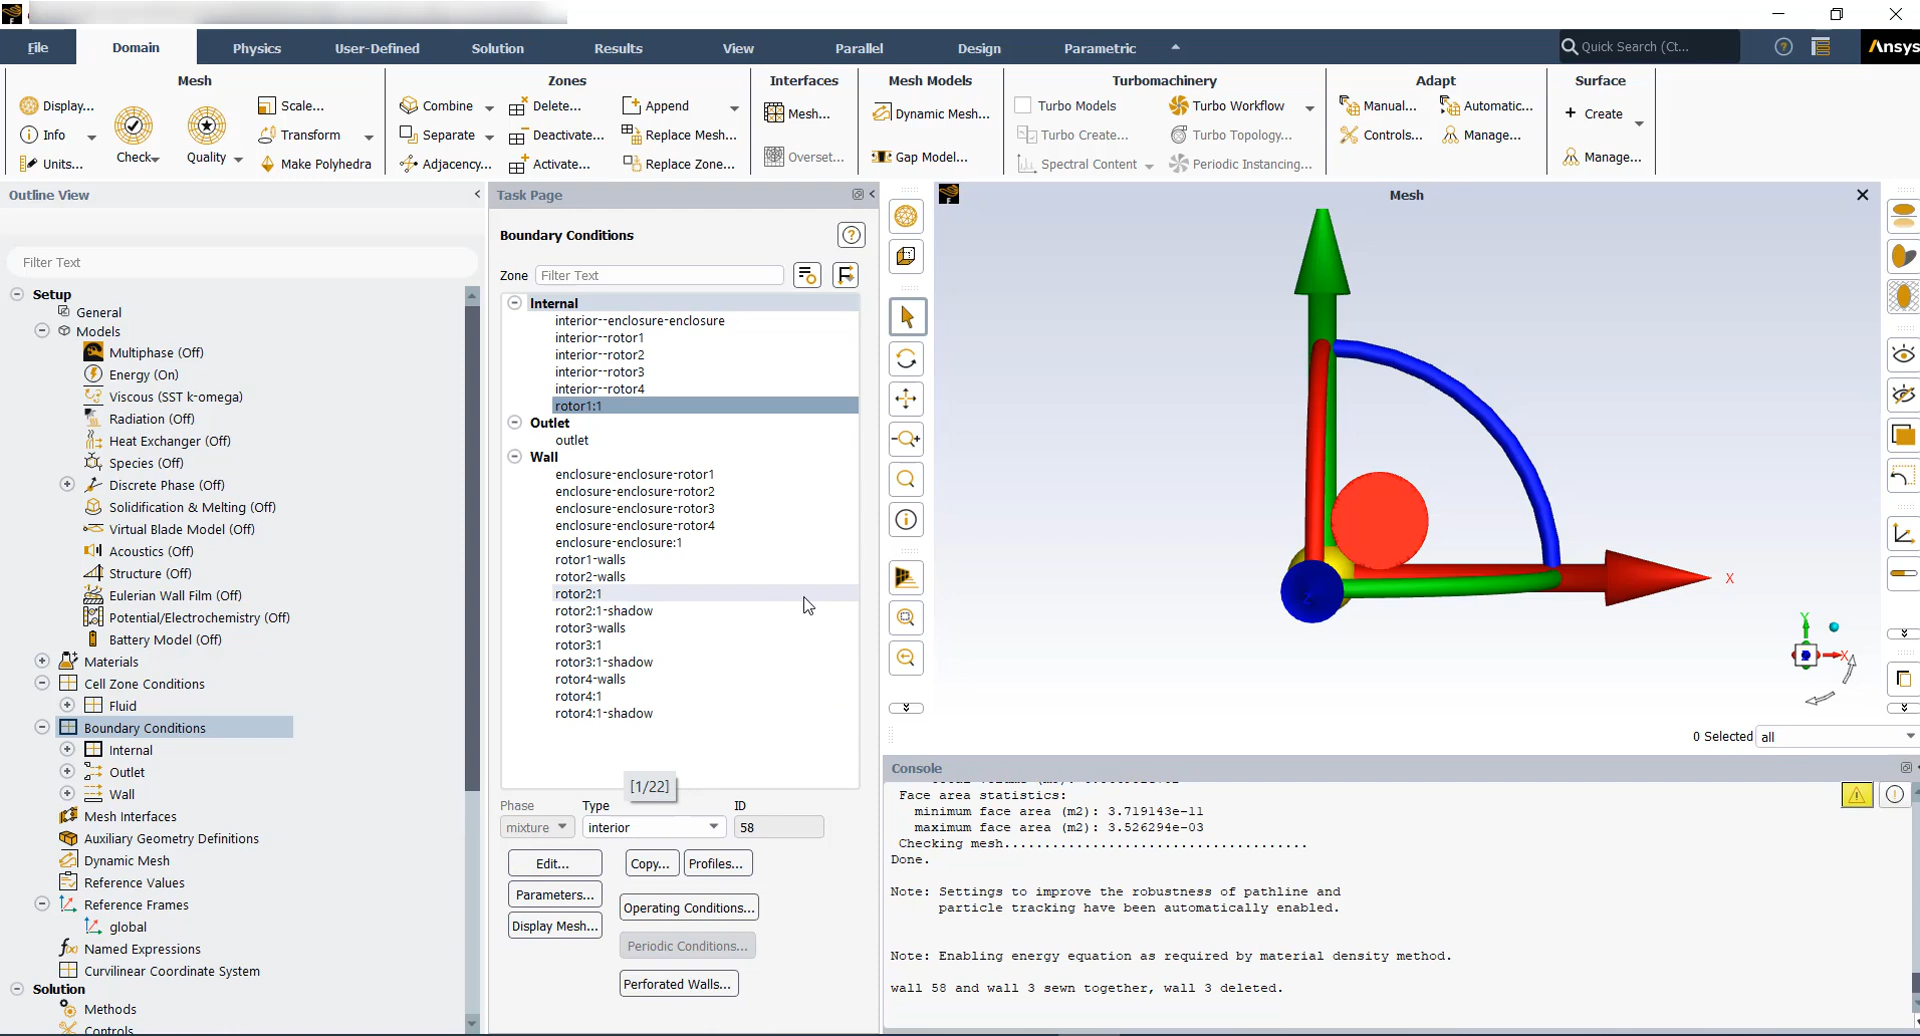 File Domain Physics User-Defined Solution Results View Parallel Design Parametric Quick Search (Ct... Ansys
Mesh Zones Interfaces Mesh Models Turbomachinery Adapt Surface
Display... Scale... Combine Delete... Append Mesh... Dynamic Mesh... Turbo Models Turbo Workflow Manual... Automatic... Create
Info Transform Separate Deactivate... Replace Mesh... Turbo Create... Turbo Topology... Controls... Manage...
Units... Check Quality Make Polyhedra Adjacency... Activate... Replace Zone... Overset... Gap Model... Spectral Content Periodic Instancing... Manage...
Outline View
Filter Text
Setup
General
Models
Multiphase (Off)
Energy (On)
Viscous (SST k-omega)
Radiation (Off)
Heat Exchanger (Off)
Species (Off)
Discrete Phase (Off)
Solidification & Melting (Off)
Virtual Blade Model (Off)
Acoustics (Off)
Structure (Off)
Eulerian Wall Film (Off)
Potential/Electrochemistry (Off)
Battery Model (Off)
Materials
Cell Zone Conditions
Fluid
Boundary Conditions
Internal
Outlet
Wall
Mesh Interfaces
Auxiliary Geometry Definitions
Dynamic Mesh
Reference Values
Reference Frames
global
Named Expressions
Curvilinear Coordinate System
Solution
Methods
Controls
Task Page
Boundary Conditions
Zone Filter Text
Internal
interior--enclosure-enclosure
interior--rotor1
interior--rotor2
interior--rotor3
interior--rotor4
rotor1:1
Outlet
outlet
Wall
enclosure-enclosure-rotor1
enclosure-enclosure-rotor2
enclosure-enclosure-rotor3
enclosure-enclosure-rotor4
enclosure-enclosure:1
rotor1-walls
rotor2-walls
rotor2:1
rotor2:1-shadow
rotor3-walls
rotor3:1
rotor3:1-shadow
rotor4-walls
rotor4:1
rotor4:1-shadow
[1/22]
Phase Type ID
mixture interior 58
Edit... Copy... Profiles...
Parameters... Operating Conditions...
Display Mesh... Periodic Conditions...
Perforated Walls...
Mesh
X
Z
Y
X
0 Selected all
Console
Face area statistics:
minimum face area (m2): 3.719143e-11
maximum face area (m2): 3.526294e-03
Checking mesh.....................................
Done.
Note: Settings to improve the robustness of pathline and
particle tracking have been automatically enabled.
Note: Enabling energy equation as required by material density method.
wall 58 and wall 3 sewn together, wall 3 deleted.